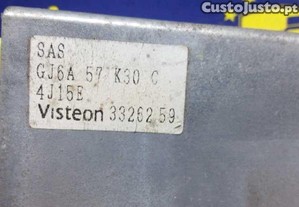 CustoJusto.pt
SAS
GJ6A 57 K30 C
4J15E
Visteon 33262 59